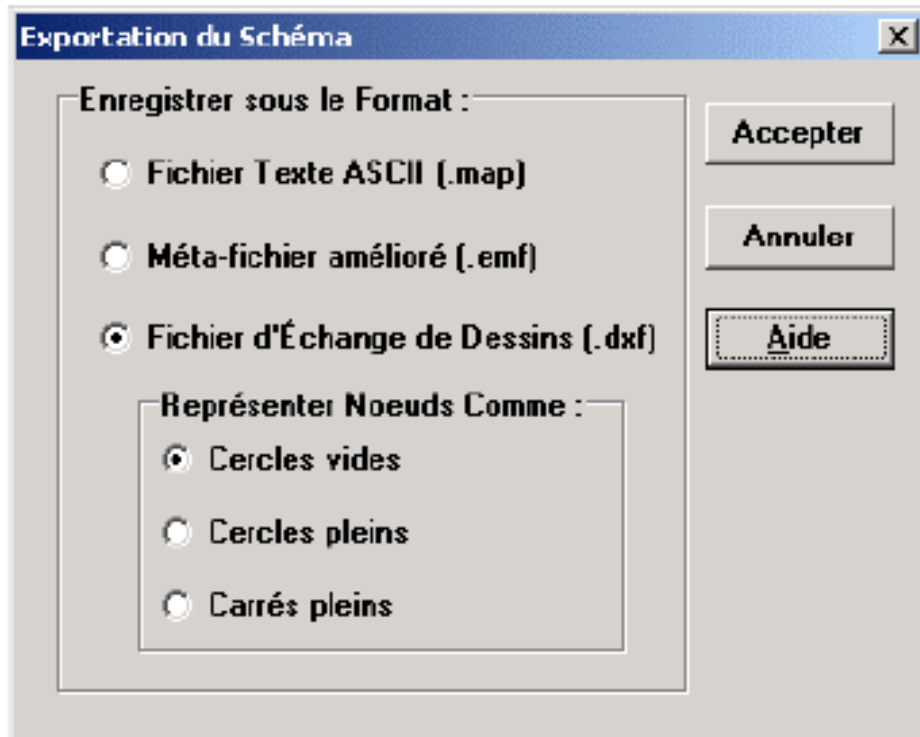 Exportation du Schéma
Enregistrer sous le Format :
Fichier Texte ASCII (.map)
Méta-fichier amélioré (.emf)
Fichier d'Échange de Dessins (.dxf)
Représenter Noeuds Comme :
Cercles vides
Cercles pleins
Carrés pleins
Accepter
Annuler
Aide